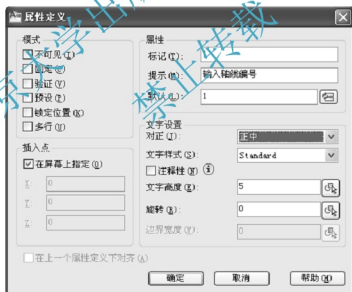 属性定义
模式
不可见(I)
固定(C)
验证(V)
预设(P)
锁定位置(K)
多行(U)
属性
标记(T):
提示(M): 输入轴线编号
默认(L): 1
文字设置
对正(J): 正中
文字样式(S): Standard
注释性(N)
文字高度(E): 5
旋转(R): 0
边界宽度(W): 0
插入点
在屏幕上指定(O)
X: 0
Y: 0
Z: 0
在上一个属性定义下对齐(A)
确定 取消 帮助(H)
禁止转载